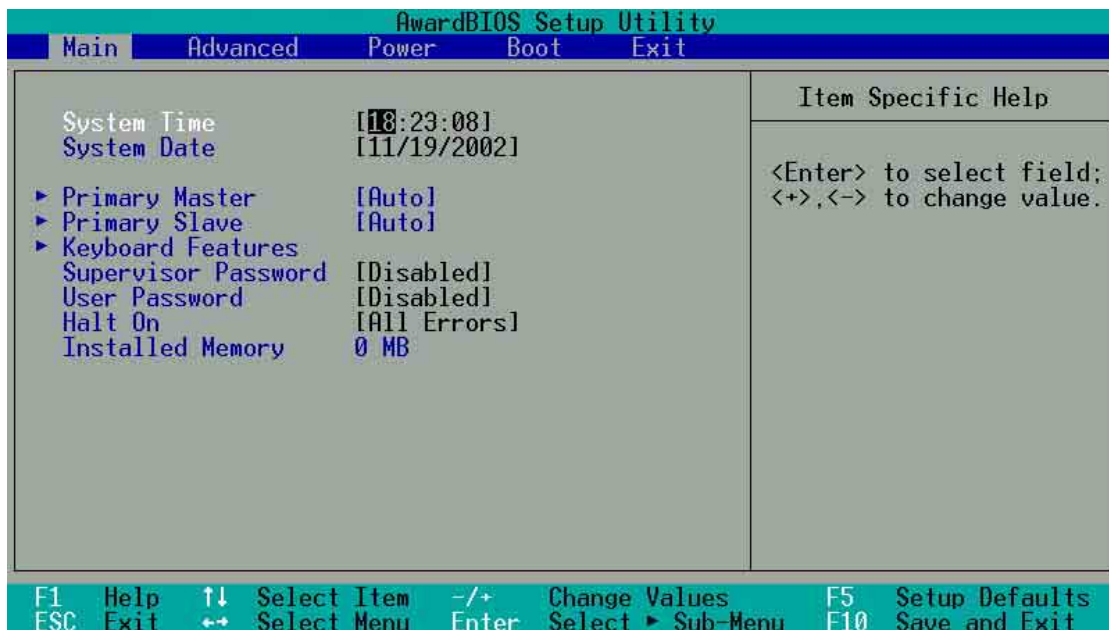 AwardBIOS Setup Utility
Main Advanced Power Boot Exit
System Time [18:23:08]
System Date [11/19/2002]
▶ Primary Master [Auto]
▶ Primary Slave [Auto]
▶ Keyboard Features
Supervisor Password [Disabled]
User Password [Disabled]
Halt On [All Errors]
Installed Memory 0 MB
Item Specific Help
<Enter> to select field;
<+>,<-> to change value.
F1 Help ↑↓ Select Item -/+ Change Values F5 Setup Defaults
ESC Exit ←→ Select Menu Enter Select ▶ Sub-Menu F10 Save and Exit